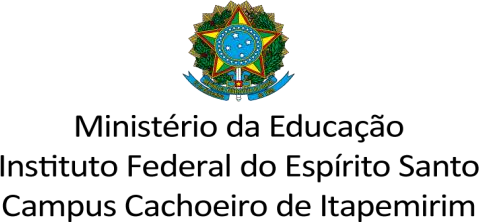 Ministério da Educação
Instituto Federal do Espírito Santo
Campus Cachoeiro de Itapemirim